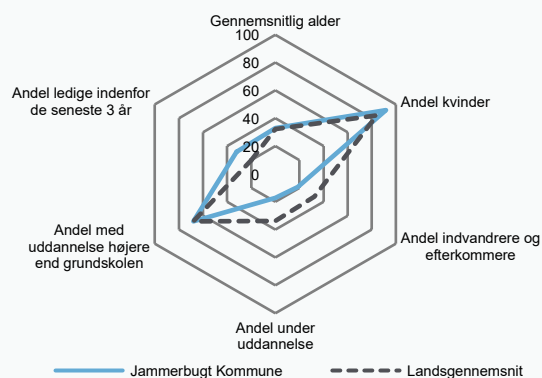 Gennemsnitlig alder
100
80
60
40
20
0
Andel kvinder
Andel indvandrere og
efterkommere
Andel under
uddannelse
Andel med
uddannelse højere
end grundskolen
Andel ledige indenfor
de seneste 3 år
Jammerbugt Kommune
Landsgennemsnit